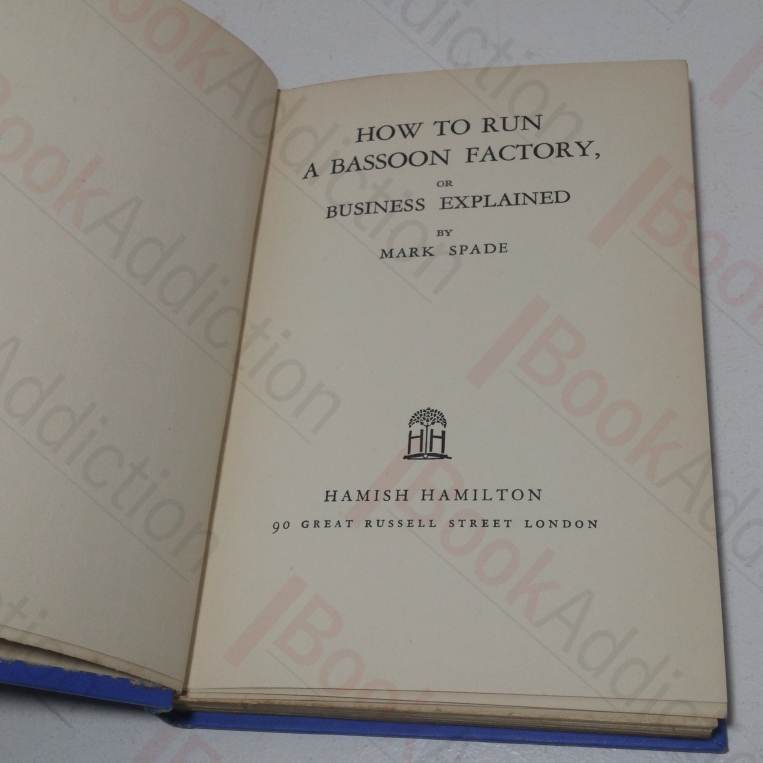 HOW TO RUN
A BASSOON FACTORY,
OR
BUSINESS EXPLAINED
BY
MARK SPADE
HH
HAMISH HAMILTON
90 GREAT RUSSELL STREET LONDON
BookAddiction